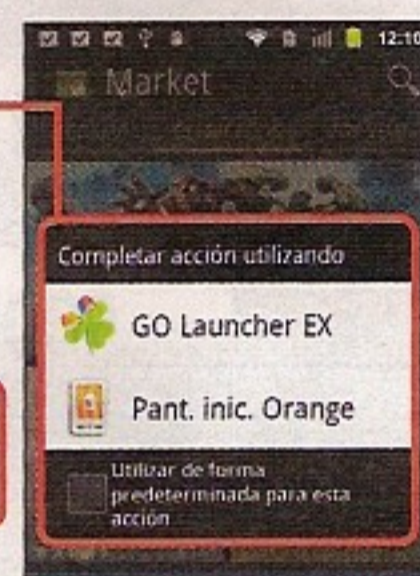 12:10
Market
Completar acción utilizando
GO Launcher EX
Pant. inic. Orange
Utilizar de forma
predeterminada para esta
acción